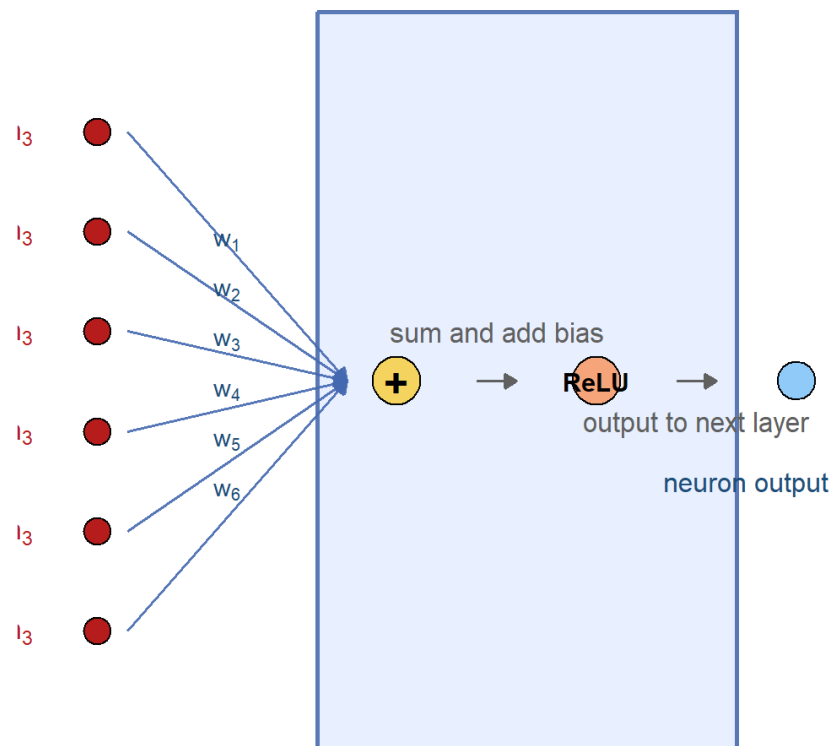 I₃
I₃
w₁
w₂
I₃
w₃
sum and add bias
+
ReLU
w₄
output to next layer
I₃
w₅
neuron output
w₆
I₃
I₃